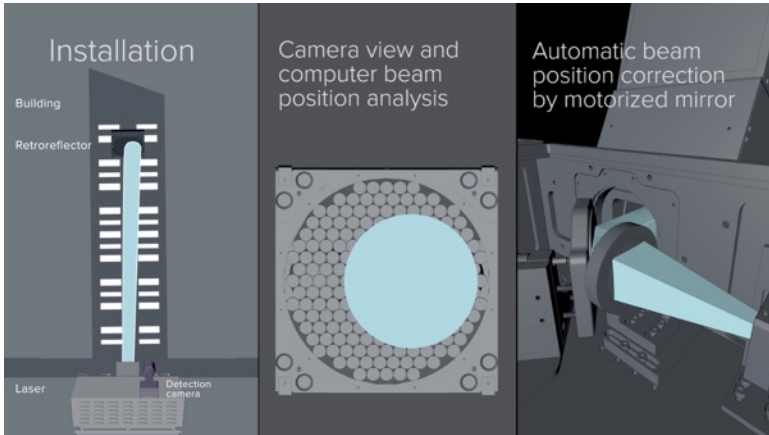 Installation
Building
Retroreflector
Laser
Detection
camera
Camera view and
computer beam
position analysis
Automatic beam
position correction
by motorized mirror